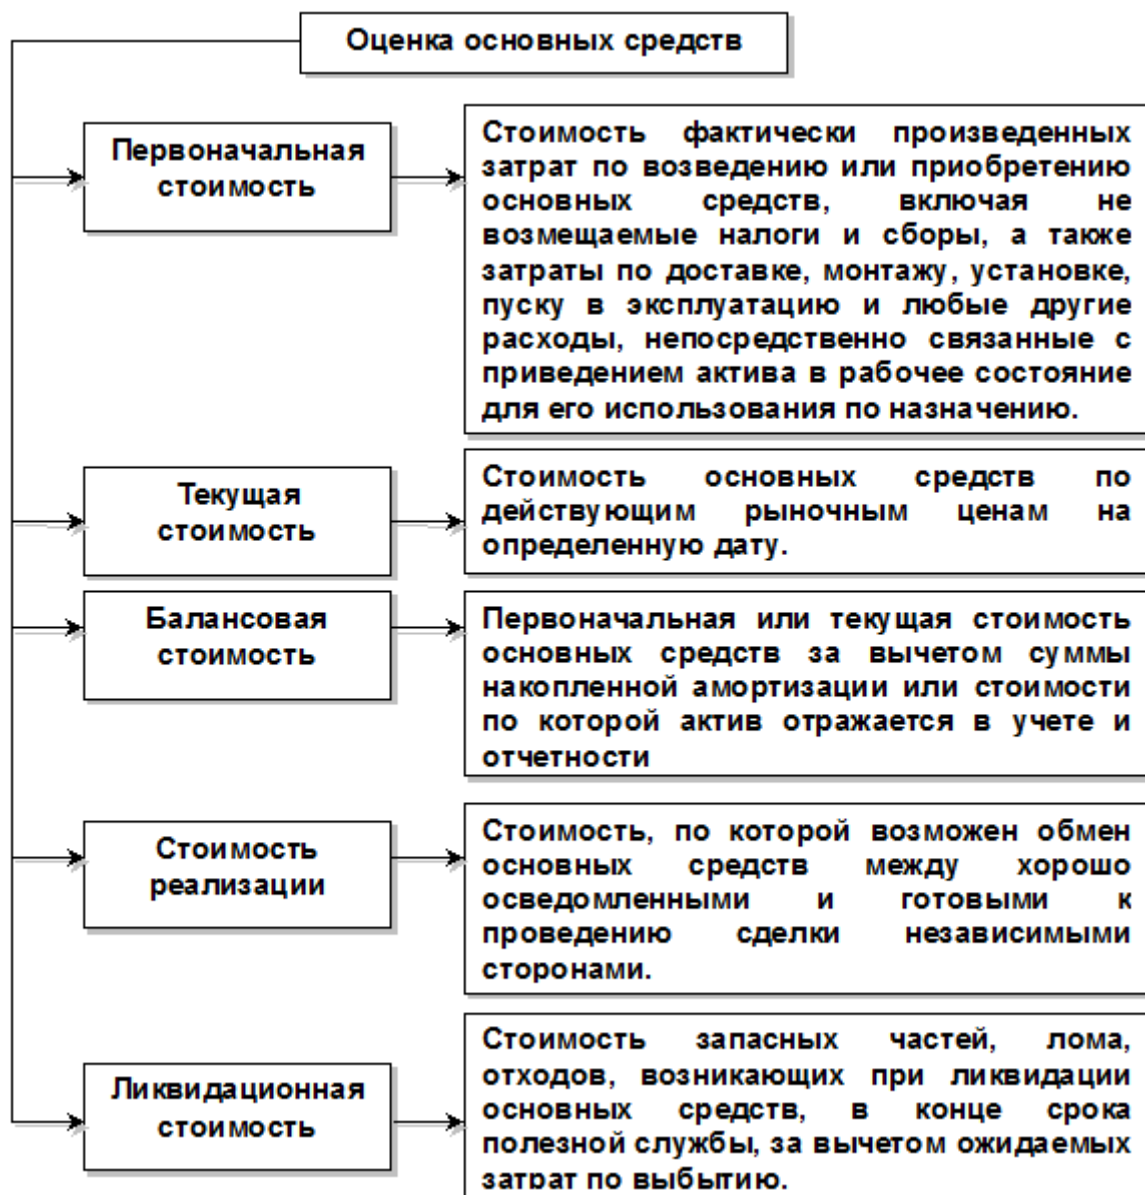 Оценка основных средств
Первоначальная
стоимость
Стоимость фактически произведенных
затрат по возведению или приобретению
основных средств, включая не
возмещаемые налоги и сборы, а также
затраты по доставке, монтажу, установке,
пуску в эксплуатацию и любые другие
расходы, непосредственно связанные с
приведением актива в рабочее состояние
для его использования по назначению.
Текущая
стоимость
Стоимость основных средств по
действующим рыночным ценам на
определенную дату.
Балансовая
стоимость
Первоначальная или текущая стоимость
основных средств за вычетом суммы
накопленной амортизации или стоимости
по которой актив отражается в учете и
отчетности
Стоимость
реализации
Стоимость, по которой возможен обмен
основных средств между хорошо
осведомленными и готовыми к
проведению сделки независимыми
сторонами.
Ликвидационная
стоимость
Стоимость запасных частей, лома,
отходов, возникающих при ликвидации
основных средств, в конце срока
полезной службы, за вычетом ожидаемых
затрат по выбытию.